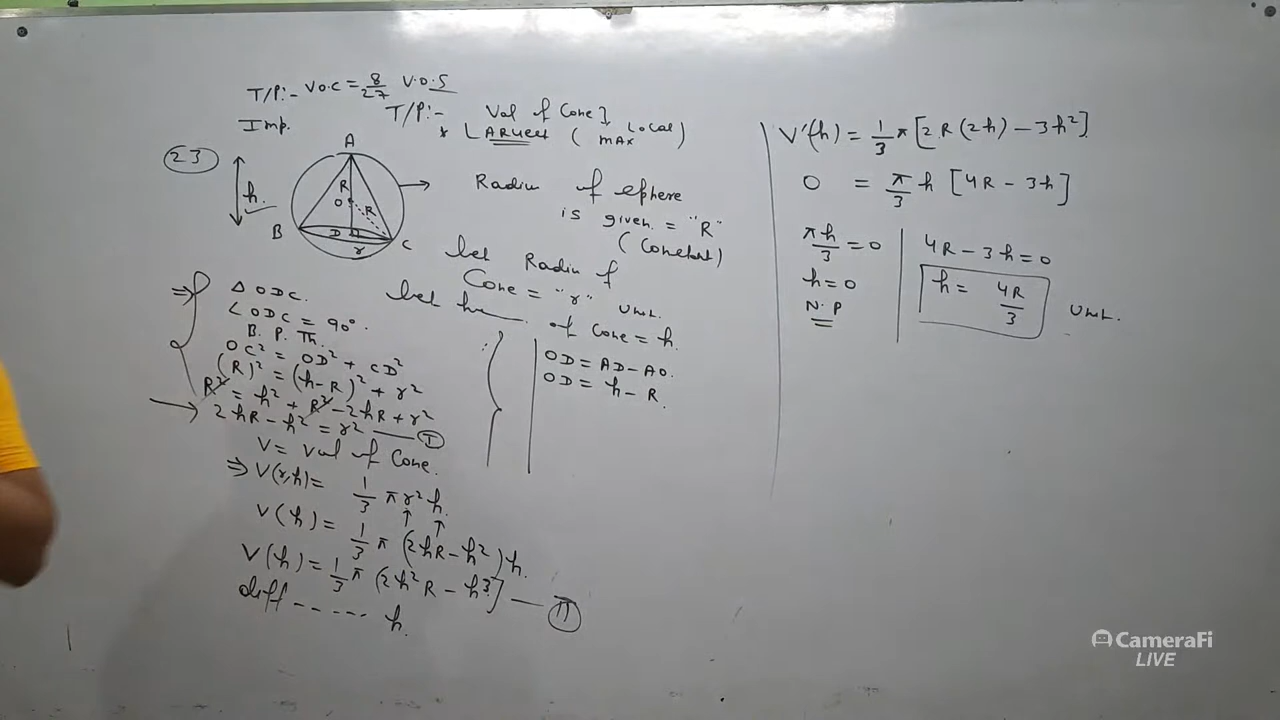 T/P:- V.O.C = 8/27 V.O.S
Imp.
T/P:- Vol of Cone}
LARGEST ( Local max )
23
h.
A
R
O
R
B
D
C
r
Radius of sphere
is given = "R"
(Constant)
let Radius of
Cone = "r" Unit.
let h of Cone = h.
⇒ Δ ODC.
∠ ODC = 90°.
B. P. Th.
OC² = OD² + CD²
(R)² = (h-R)² + r²
R² = h² + R² - 2hR + r²
→ 2hR - h² = r² — I
OD = AD - AO.
OD = h - R.
V = Vol of Cone.
⇒ V(r,h) = 1/3 π r² h.
V(h) = 1/3 π (2hR - h²) h.
V(h) = 1/3 π (2h²R - h³] — II
diff ----- h.
V'(h) = 1/3 π [2R(2h) - 3h²]
0 = π/3 h [4R - 3h]
πh/3 = 0
h = 0
N.P
4R - 3h = 0
h = 4R/3 Unit.
CameraFi
LIVE